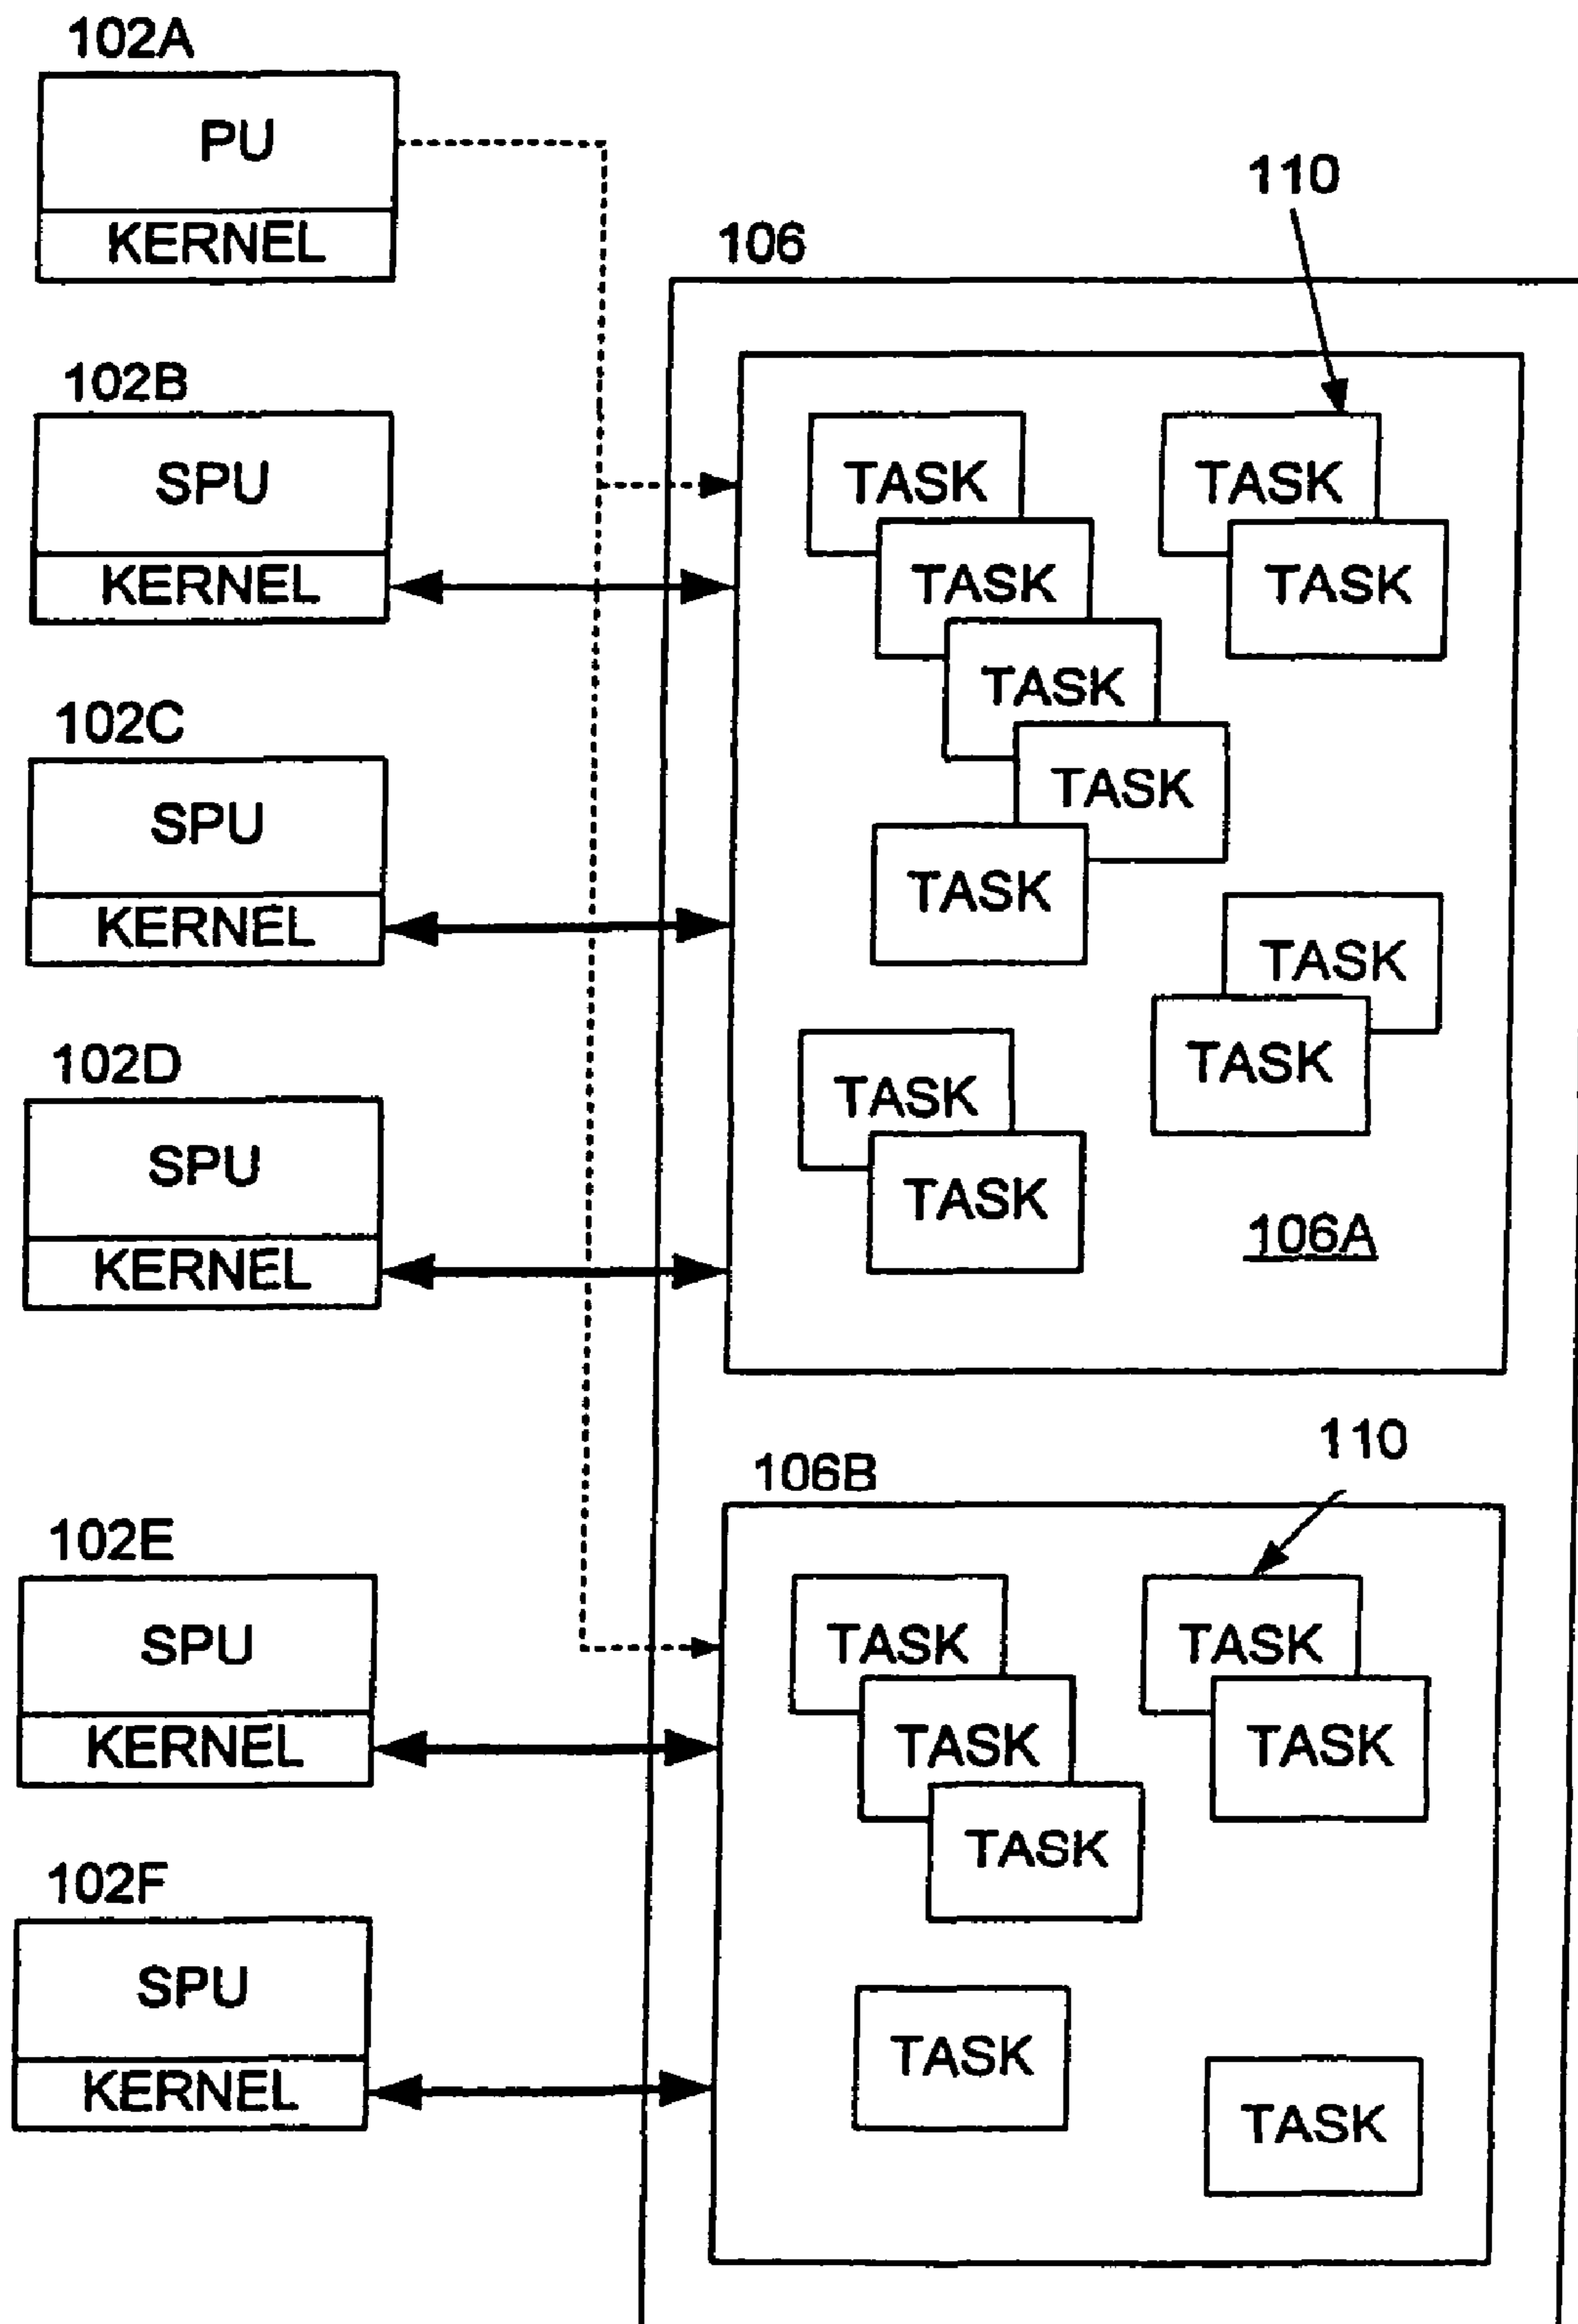 102A
PU
KERNEL
110
106
102B
SPU
KERNEL
TASK
TASK
TASK
TASK
TASK
102C
SPU
KERNEL
TASK
TASK
TASK
TASK
102D
SPU
KERNEL
TASK
TASK
TASK
106A
110
106B
102E
SPU
KERNEL
TASK
TASK
TASK
TASK
TASK
102F
SPU
KERNEL
TASK
TASK